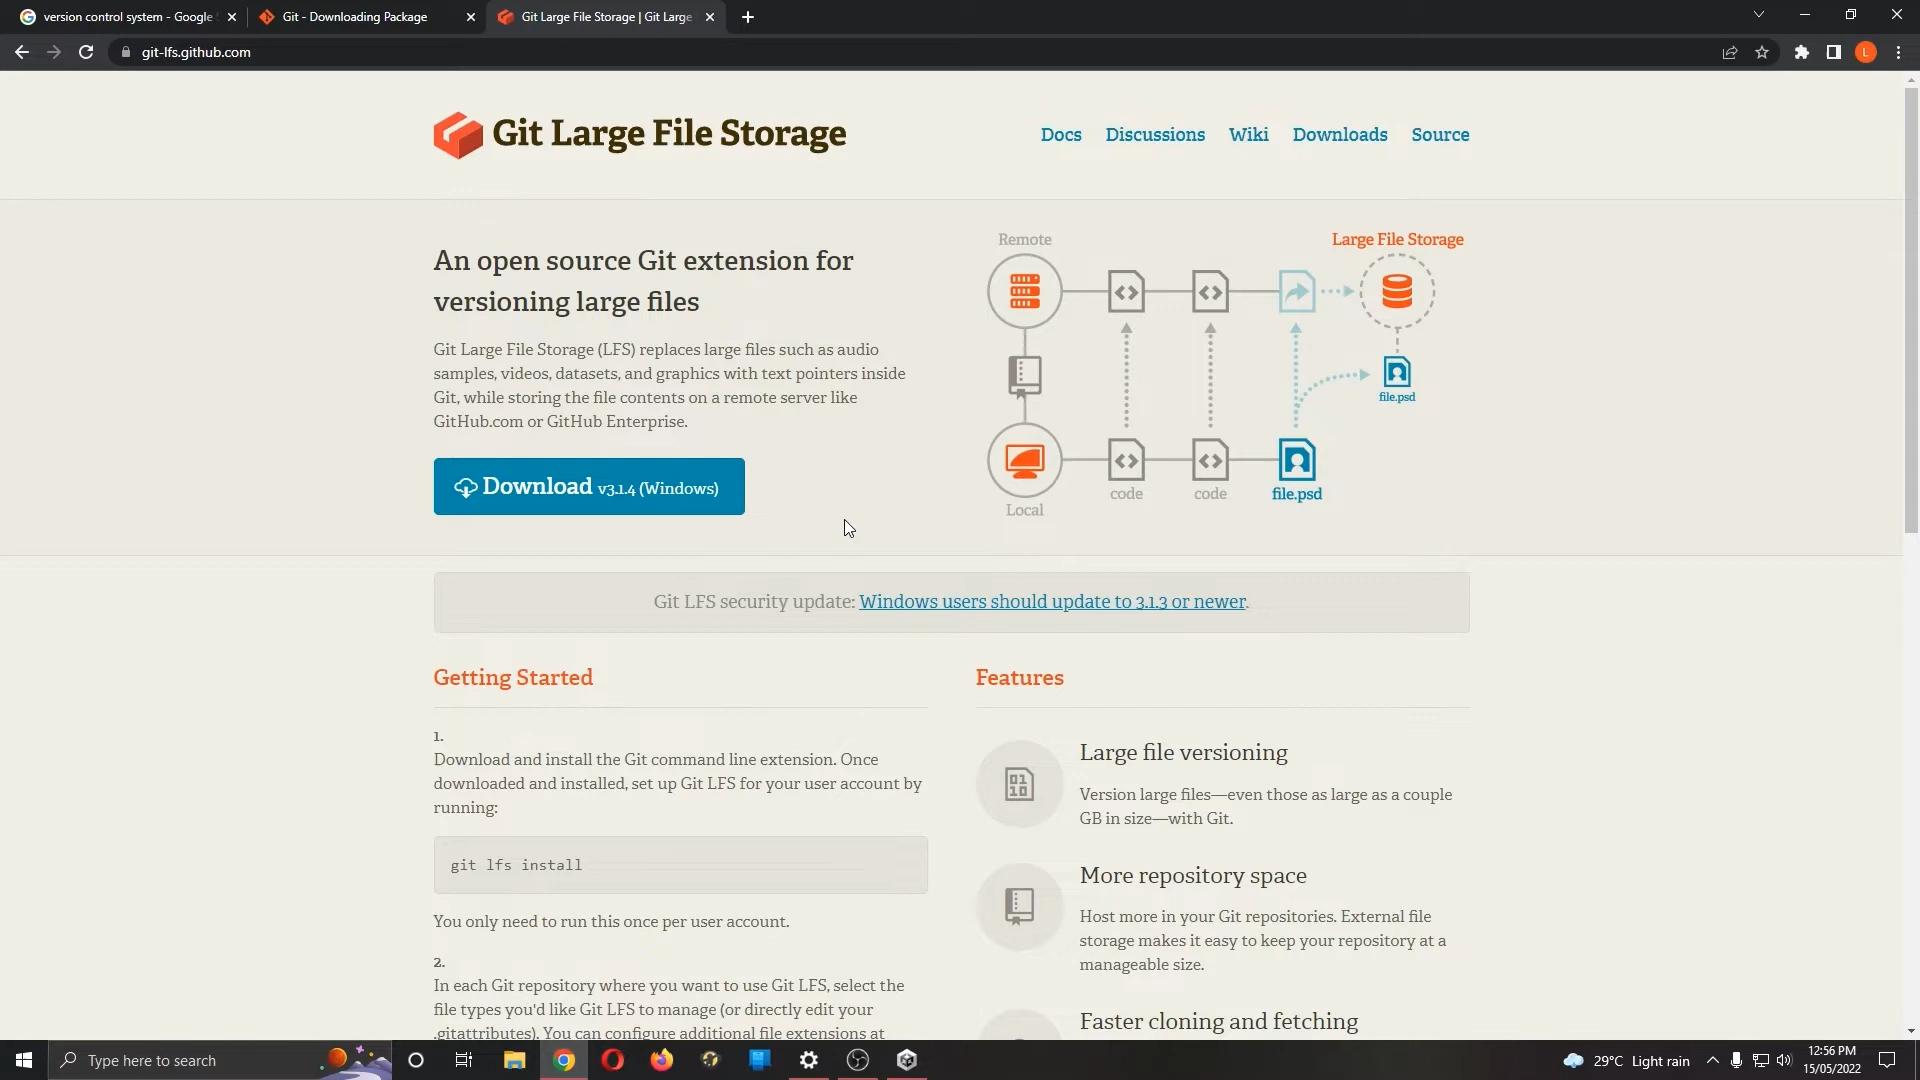 version control system - Google
Git - Downloading Package
Git Large File Storage | Git Large
git-lfs.github.com
L
Git Large File Storage
Docs
Discussions
Wiki
Downloads
Source
An open source Git extension for
versioning large files
Git Large File Storage (LFS) replaces large files such as audio
samples, videos, datasets, and graphics with text pointers inside
Git, while storing the file contents on a remote server like
GitHub.com or GitHub Enterprise.
Download v3.1.4 (Windows)
Remote
Large File Storage
file.psd
code
code
file.psd
Local
Git LFS security update: Windows users should update to 3.1.3 or newer.
Getting Started
1.
Download and install the Git command line extension. Once
downloaded and installed, set up Git LFS for your user account by
running:
git lfs install
You only need to run this once per user account.
2.
In each Git repository where you want to use Git LFS, select the
file types you'd like Git LFS to manage (or directly edit your
.gitattributes). You can configure additional file extensions at
Features
01
10
Large file versioning
Version large files—even those as large as a couple
GB in size—with Git.
More repository space
Host more in your Git repositories. External file
storage makes it easy to keep your repository at a
manageable size.
Faster cloning and fetching
Type here to search
29°C Light rain
12:56 PM
15/05/2022